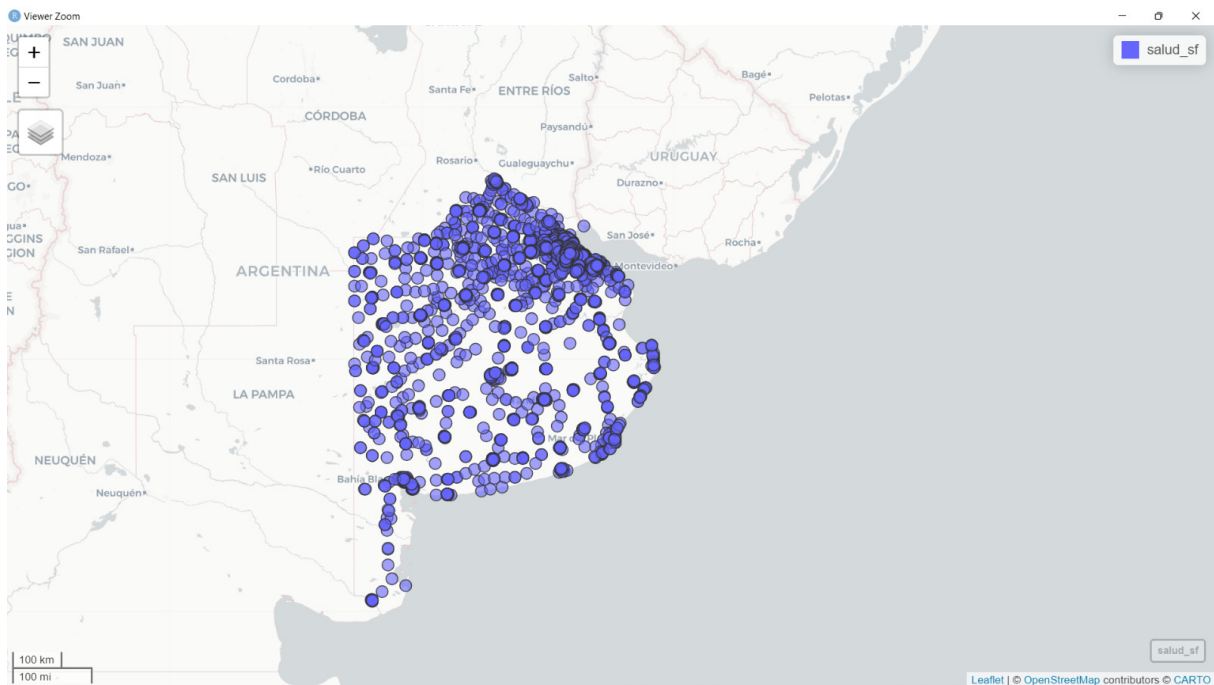 Viewer Zoom
SAN JUAN
+
−
San Juan
Cordoba
Santa Fe
ENTRE RÍOS
Salto
Bagé
salud_sf
Pelotas
CÓRDOBA
Paysandú
Mendoza
Rosario
Gualeguaychu
URUGUAY
SAN LUIS
Río Cuarto
Durazno
San José
Rocha
San Rafael
Montevideo
ARGENTINA
Santa Rosa
LA PAMPA
NEUQUÉN
Neuquén
salud_sf
100 km
100 mi
Leaflet | © OpenStreetMap contributors © CARTO